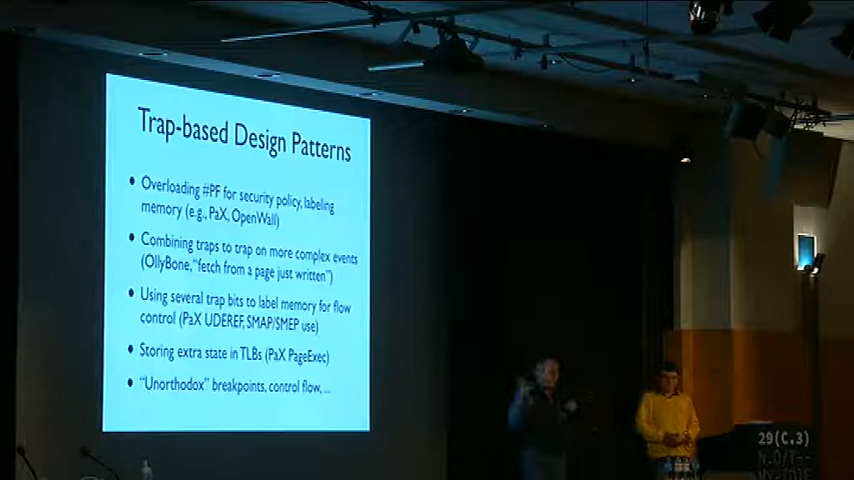 Trap-based Design Patterns
• Overloading #PF for security policy, labeling
memory (e.g., PaX, OpenWall)
• Combining traps to trap on more complex events
(OllyBone, "fetch from a page just written")
• Using several trap bits to label memory for flow
control (PaX UDEREF, SMAP/SMEP use)
• Storing extra state in TLBs (PaX PageExec)
• "Unorthodox" breakpoints, control flow, ...
29(C.3)
N.O/T--